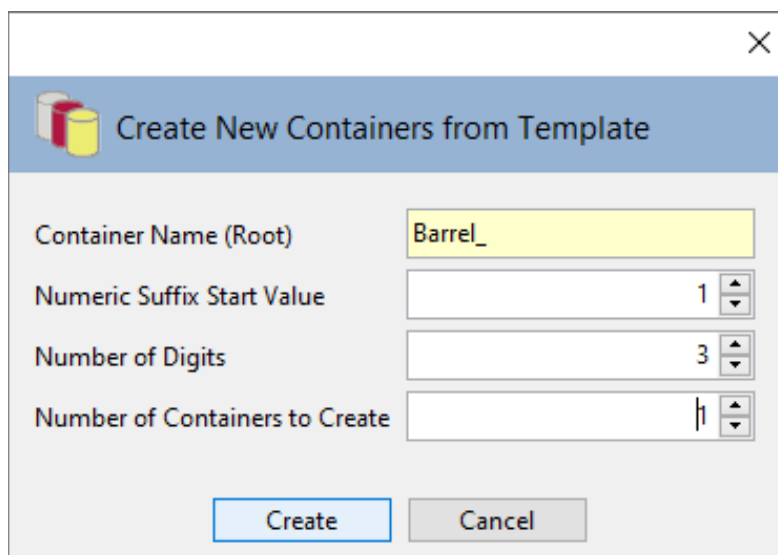 Create New Containers from Template
Container Name (Root) Barrel_
Numeric Suffix Start Value 1
Number of Digits 3
Number of Containers to Create 1
Create Cancel